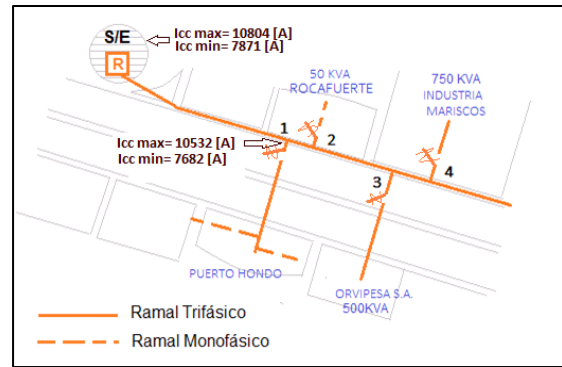 S/E
R
Icc max= 10804 [A]
Icc min= 7871 [A]
50 KVA
ROCAFUERTE
750 KVA
INDUSTRIA
MARISCOS
Icc max= 10532 [A]
Icc min= 7682 [A]
1
2
3
4
PUERTO HONDO
ORVIPESA S.A.
500KVA
Ramal Trifásico
Ramal Monofásico